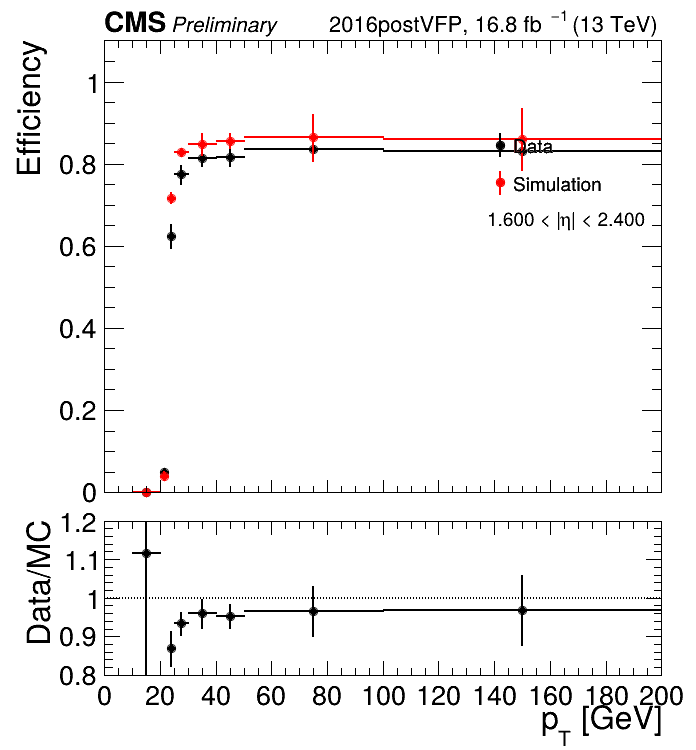 CMS Preliminary 2016postVFP, 16.8 fb⁻¹ (13 TeV)
Efficiency
1
0.8
0.6
0.4
0.2
0
Data
Simulation
1.600 < |η| < 2.400
Data/MC
1.2
1.1
1
0.9
0.8
0 20 40 60 80 100 120 140 160 180 200
p_T [GeV]